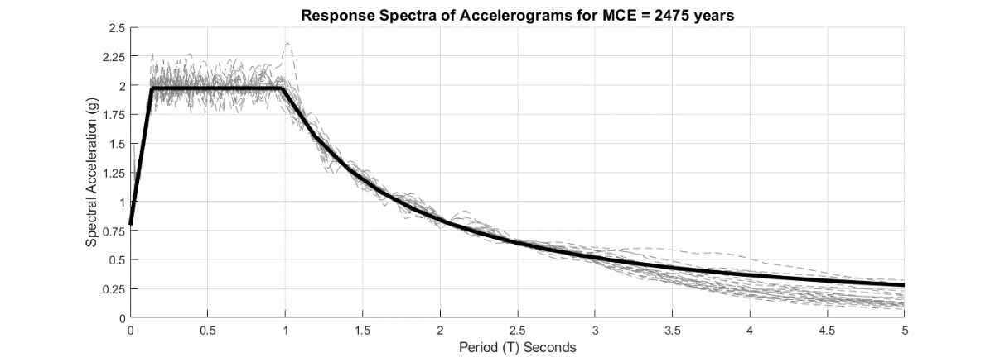 Response Spectra of Accelerograms for MCE = 2475 years
2.5
2.25
2
1.75
1.5
1.25
1
0.75
0.5
0.25
0
Spectral Acceleration (g)
0 0.5 1 1.5 2 2.5 3 3.5 4 4.5 5
Period (T) Seconds